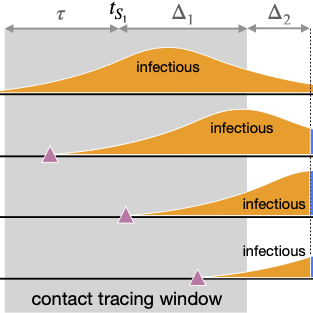 τ t_{S_1} Δ_1 Δ_2
infectious
infectious
infectious
infectious
contact tracing window